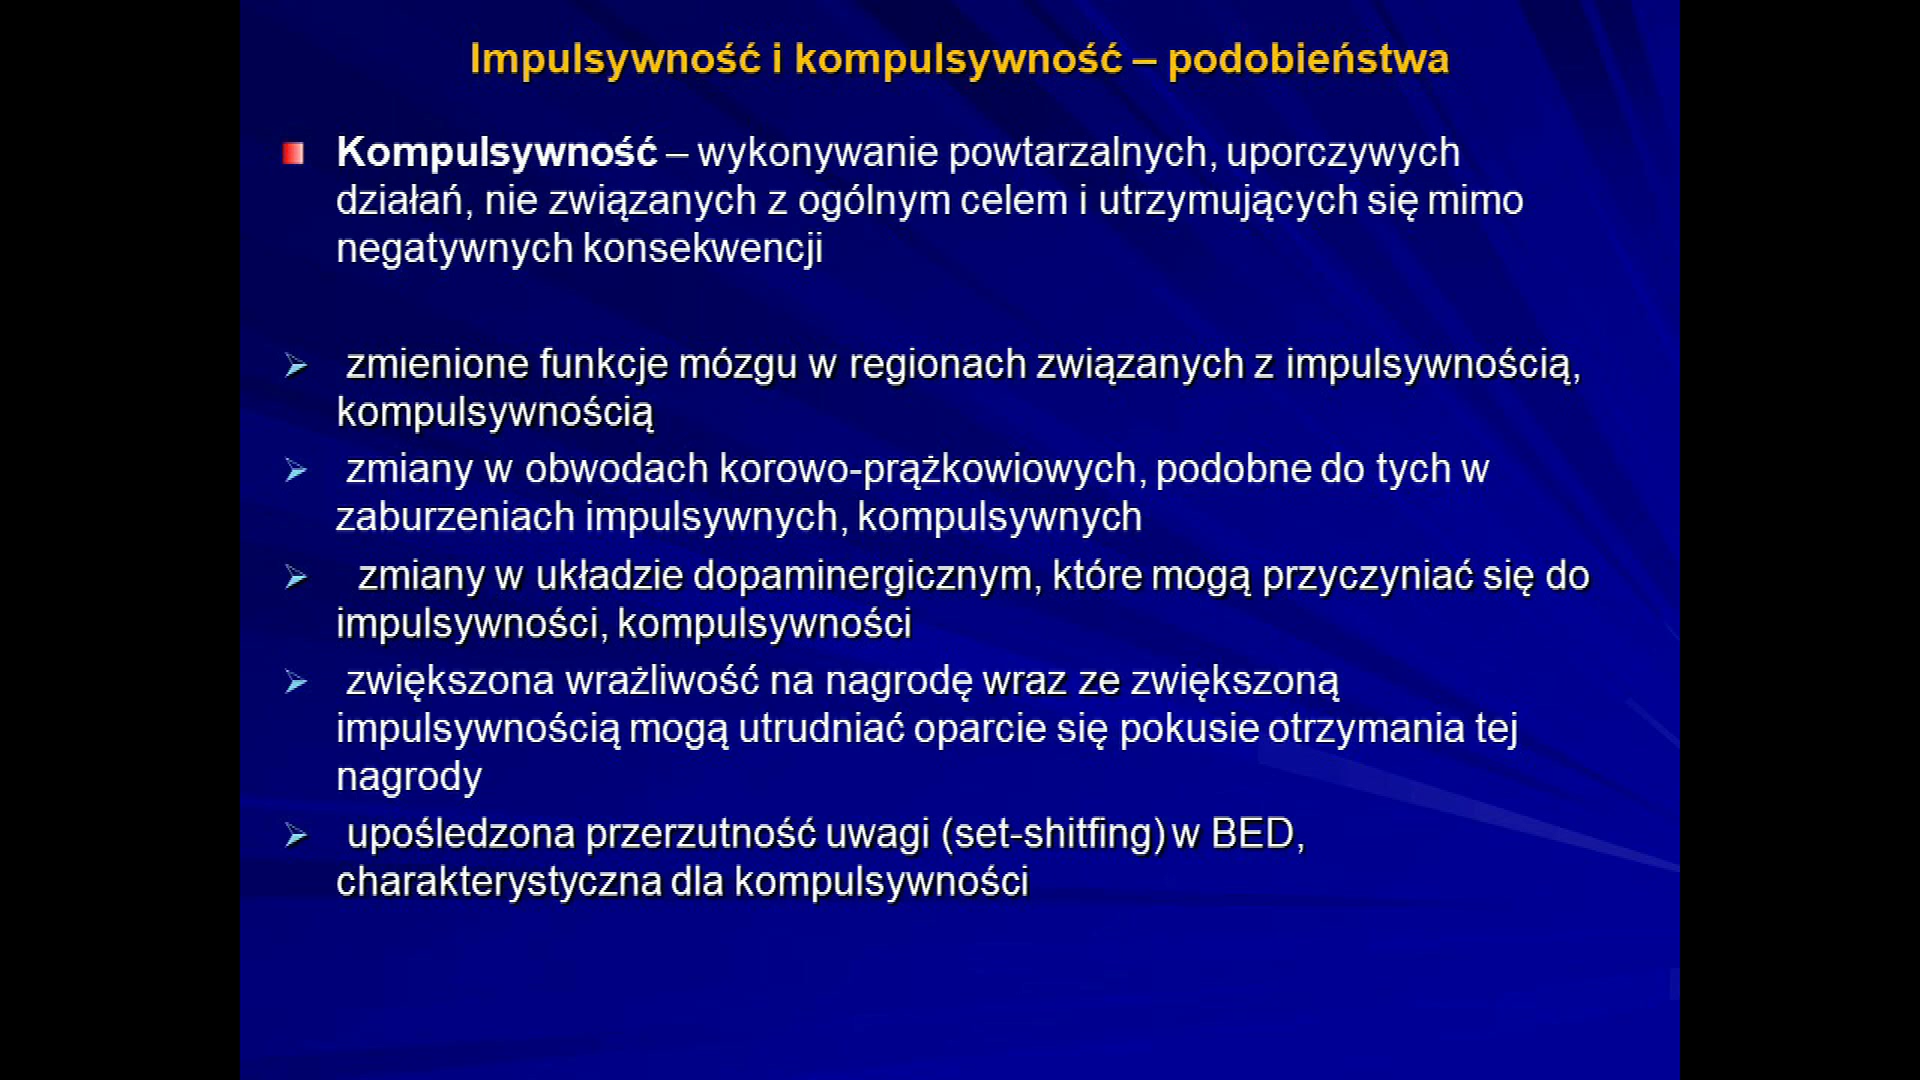 Impulsywność i kompulsywność – podobieństwa
Kompulsywność – wykonywanie powtarzalnych, uporczywych
działań, nie związanych z ogólnym celem i utrzymujących się mimo
negatywnych konsekwencji
zmienione funkcje mózgu w regionach związanych z impulsywnością,
kompulsywnością
zmiany w obwodach korowo-prążkowiowych, podobne do tych w
zaburzeniach impulsywnych, kompulsywnych
zmiany w układzie dopaminergicznym, które mogą przyczyniać się do
impulsywności, kompulsywności
zwiększona wrażliwość na nagrodę wraz ze zwiększoną
impulsywnością mogą utrudniać oparcie się pokusie otrzymania tej
nagrody
upośledzona przerzutność uwagi (set-shitfing) w BED,
charakterystyczna dla kompulsywności